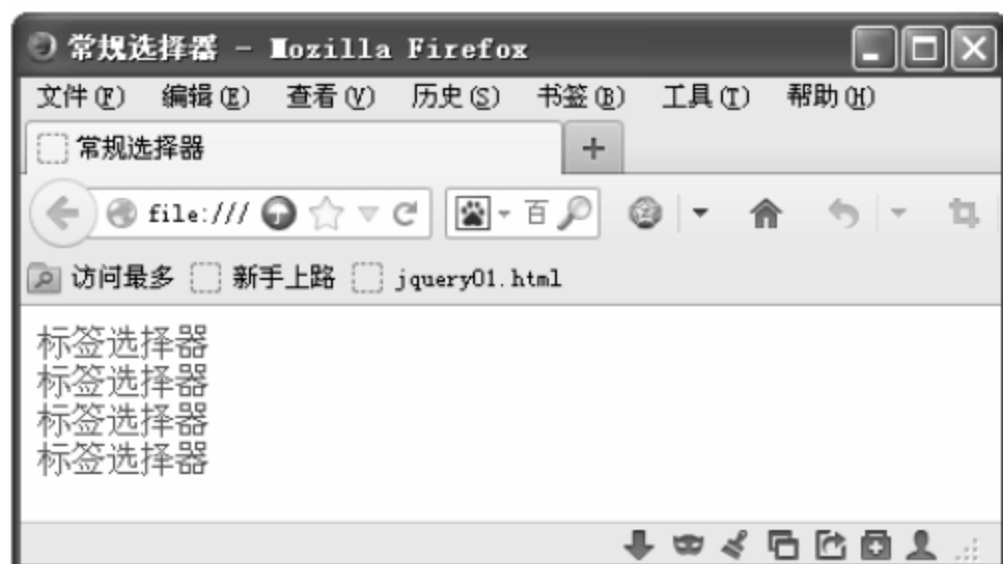 常规选择器 - Mozilla Firefox
文件(F) 编辑(E) 查看(V) 历史(S) 书签(B) 工具(T) 帮助(H)
常规选择器 +
file:/// 百
访问最多 新手上路 jquery01.html
标签选择器
标签选择器
标签选择器
标签选择器